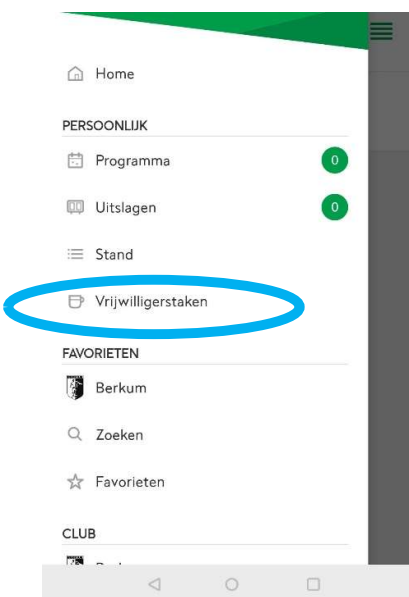 Home
PERSOONLIJK
Programma 0
Uitslagen 0
Stand
Vrijwilligerstaken
FAVORIETEN
Berkum
Zoeken
Favorieten
CLUB